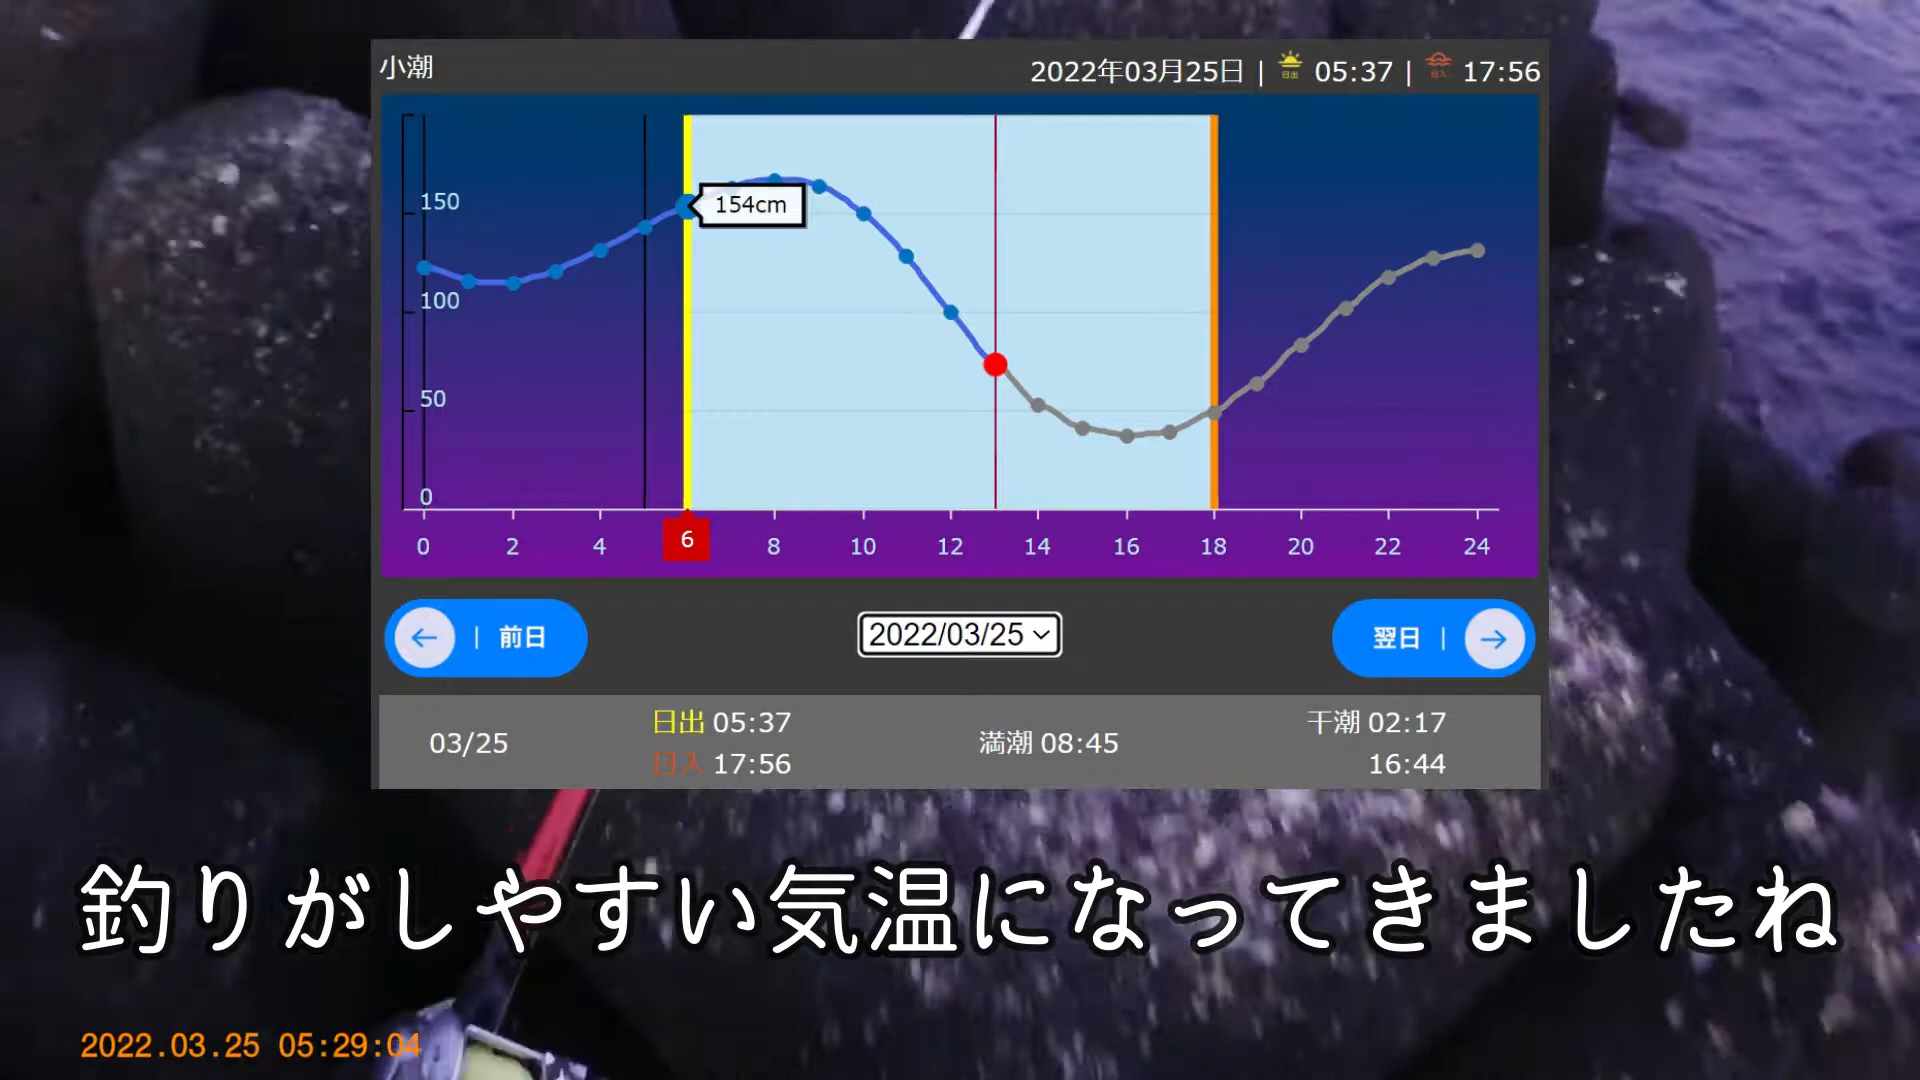 小潮
2022年03月25日 | 日出 05:37 | 日入 17:56
150
100
50
0
154cm
0 2 4 6 8 10 12 14 16 18 20 22 24
← | 前日
2022/03/25
翌日 | →
03/25
日出 05:37
日入 17:56
満潮 08:45
干潮 02:17
16:44
釣りがしやすい気温になってきましたね
2022.03.25 05:29:04